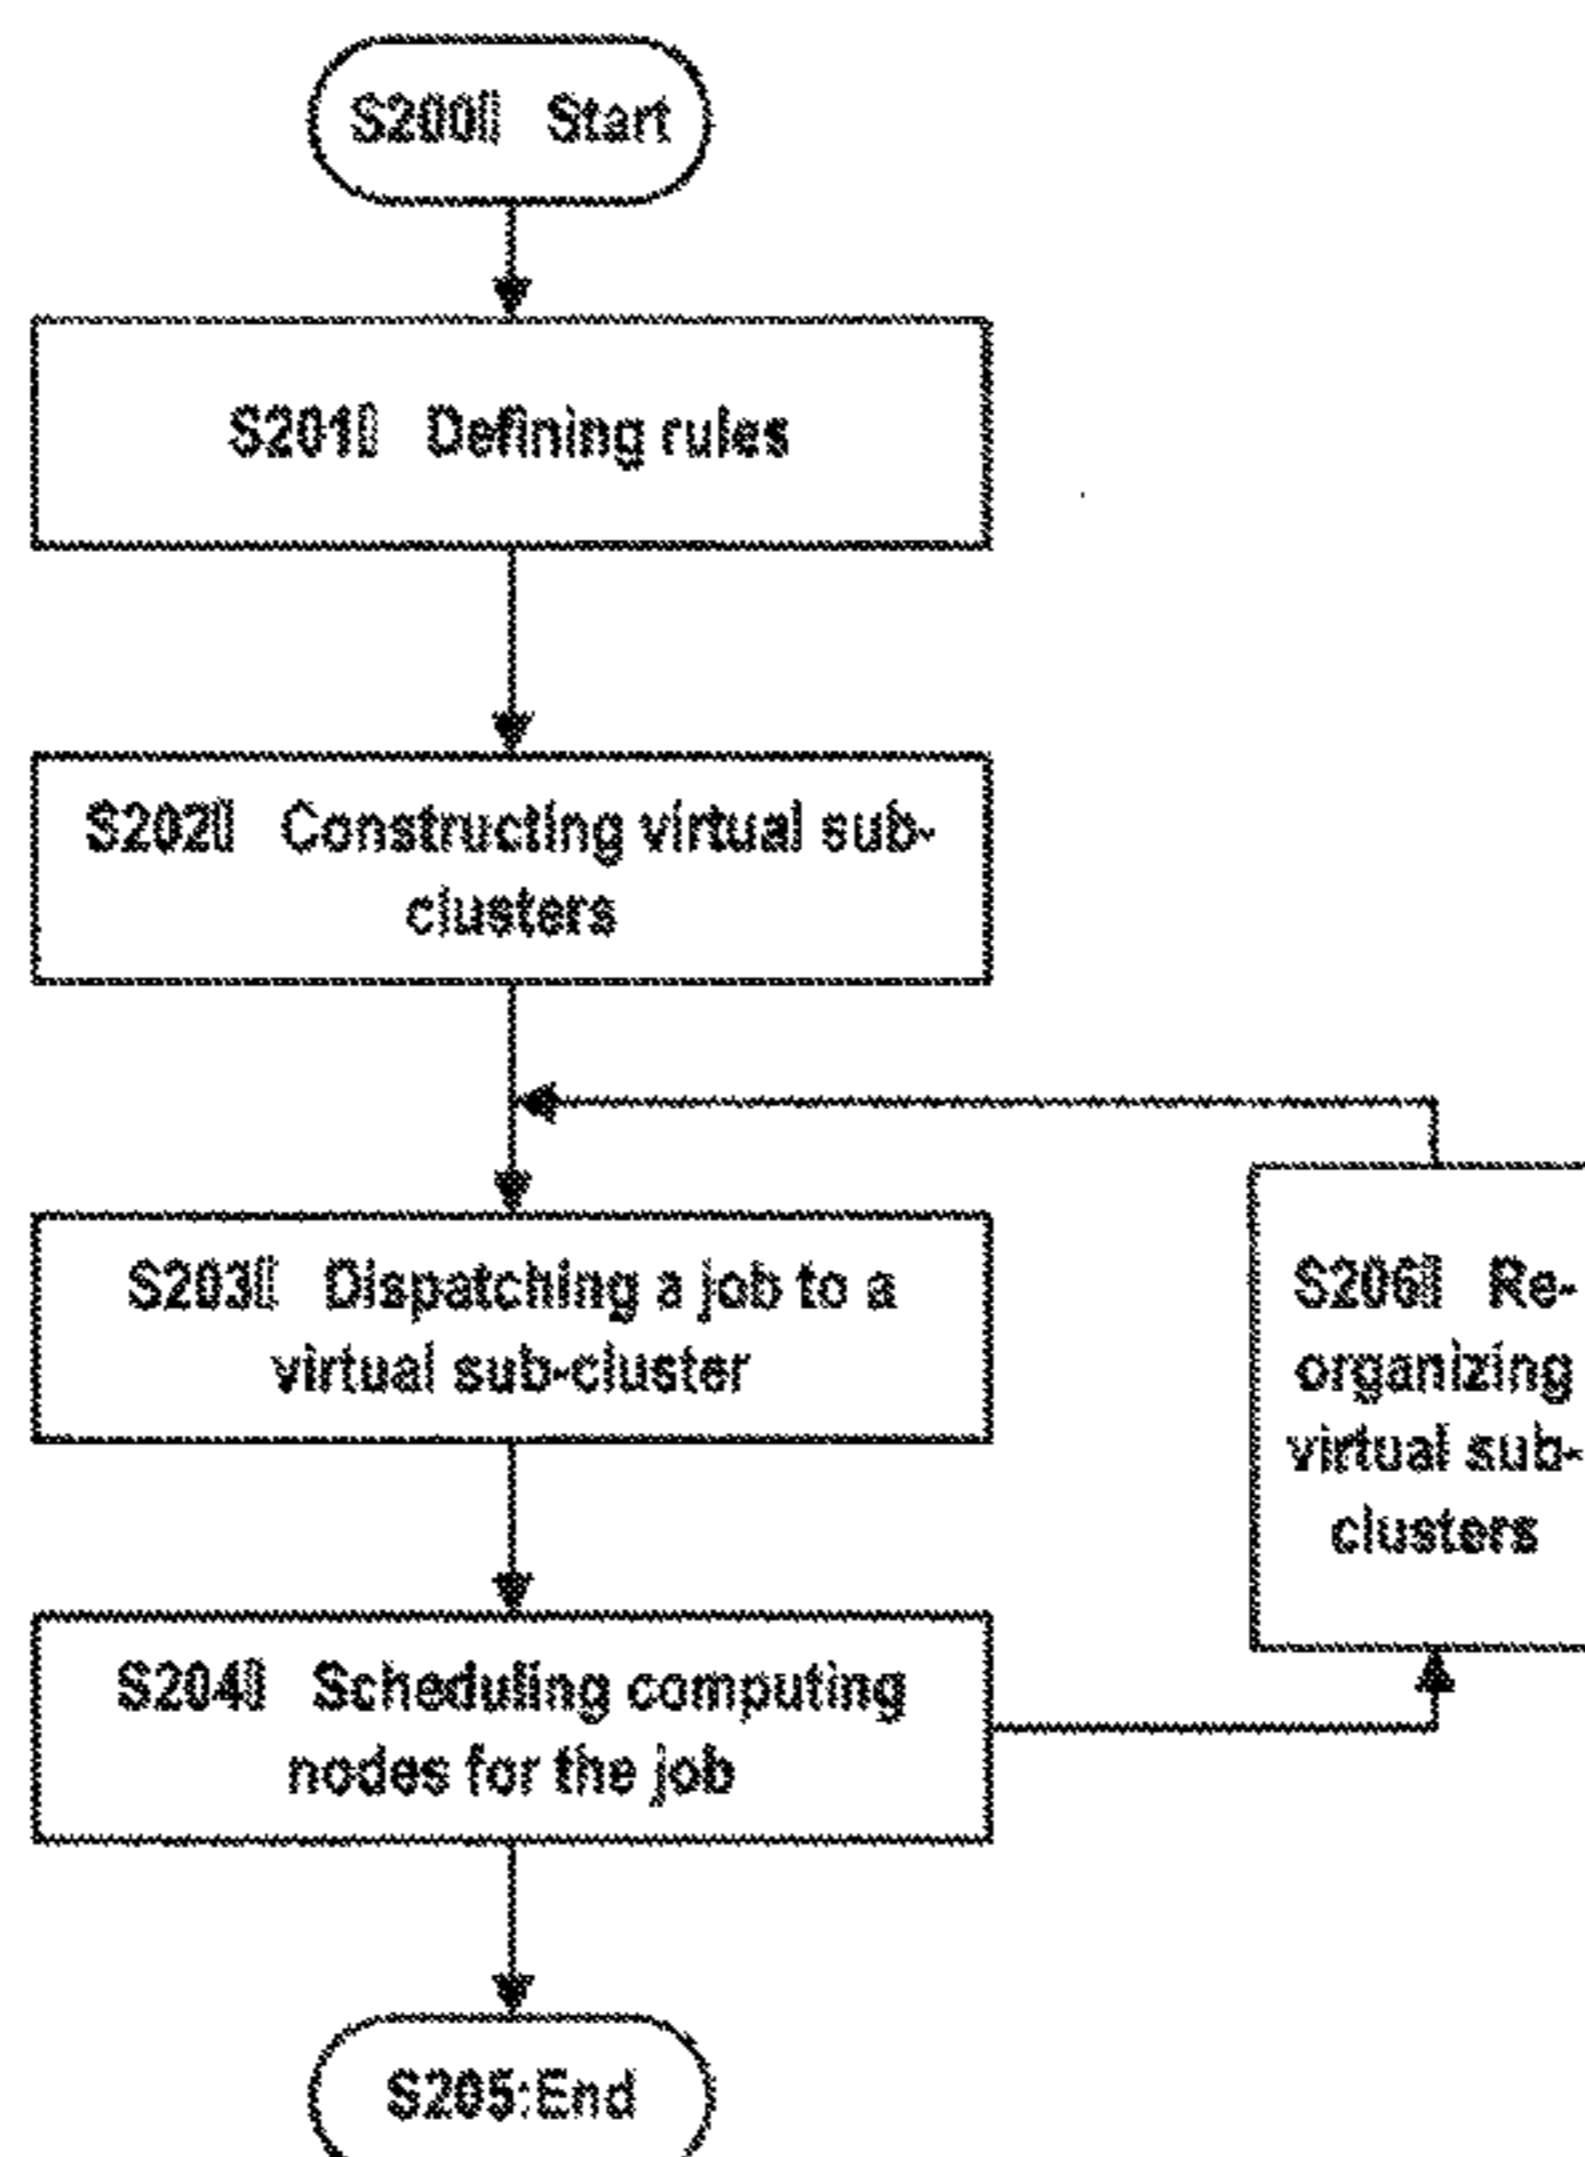 S200 Start
S201 Defining rules
S202 Constructing virtual sub-
clusters
S203 Dispatching a job to a
virtual sub-cluster
S206 Re-
organizing
virtual sub-
clusters
S204 Scheduling computing
nodes for the job
S205:End